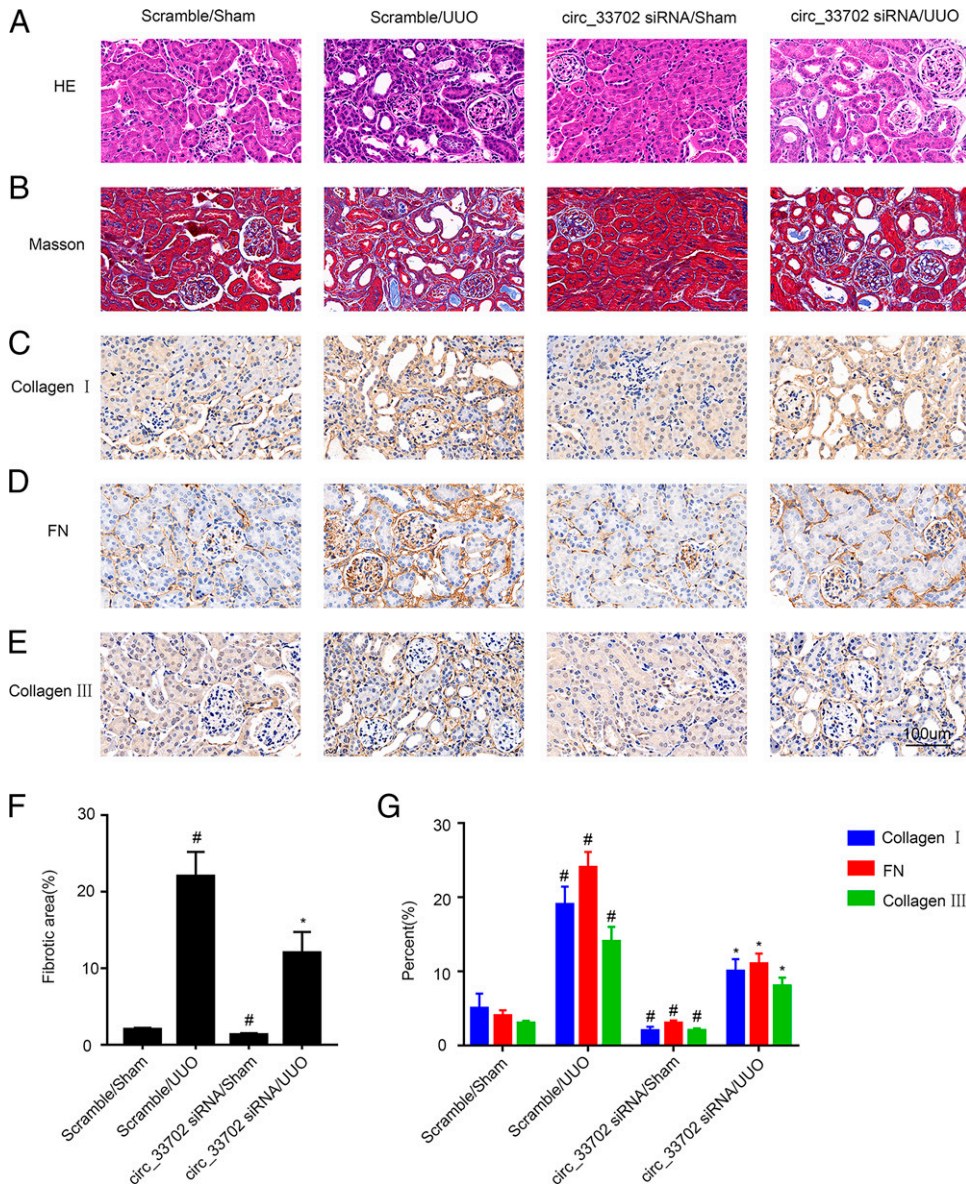 A
Scramble/Sham
Scramble/UUO
circ_33702 siRNA/Sham
circ_33702 siRNA/UUO
HE
B
Masson
C
Collagen Ⅰ
D
FN
E
Collagen Ⅲ
100um
F
Fibrotic area(%)
30
20
10
0
#
#
*
Scramble/Sham
Scramble/UUO
circ_33702 siRNA/Sham
circ_33702 siRNA/UUO
G
Percent(%)
30
20
10
0
# # #
# # #
* * *
Scramble/Sham
Scramble/UUO
circ_33702 siRNA/Sham
circ_33702 siRNA/UUO
Collagen Ⅰ
FN
Collagen Ⅲ